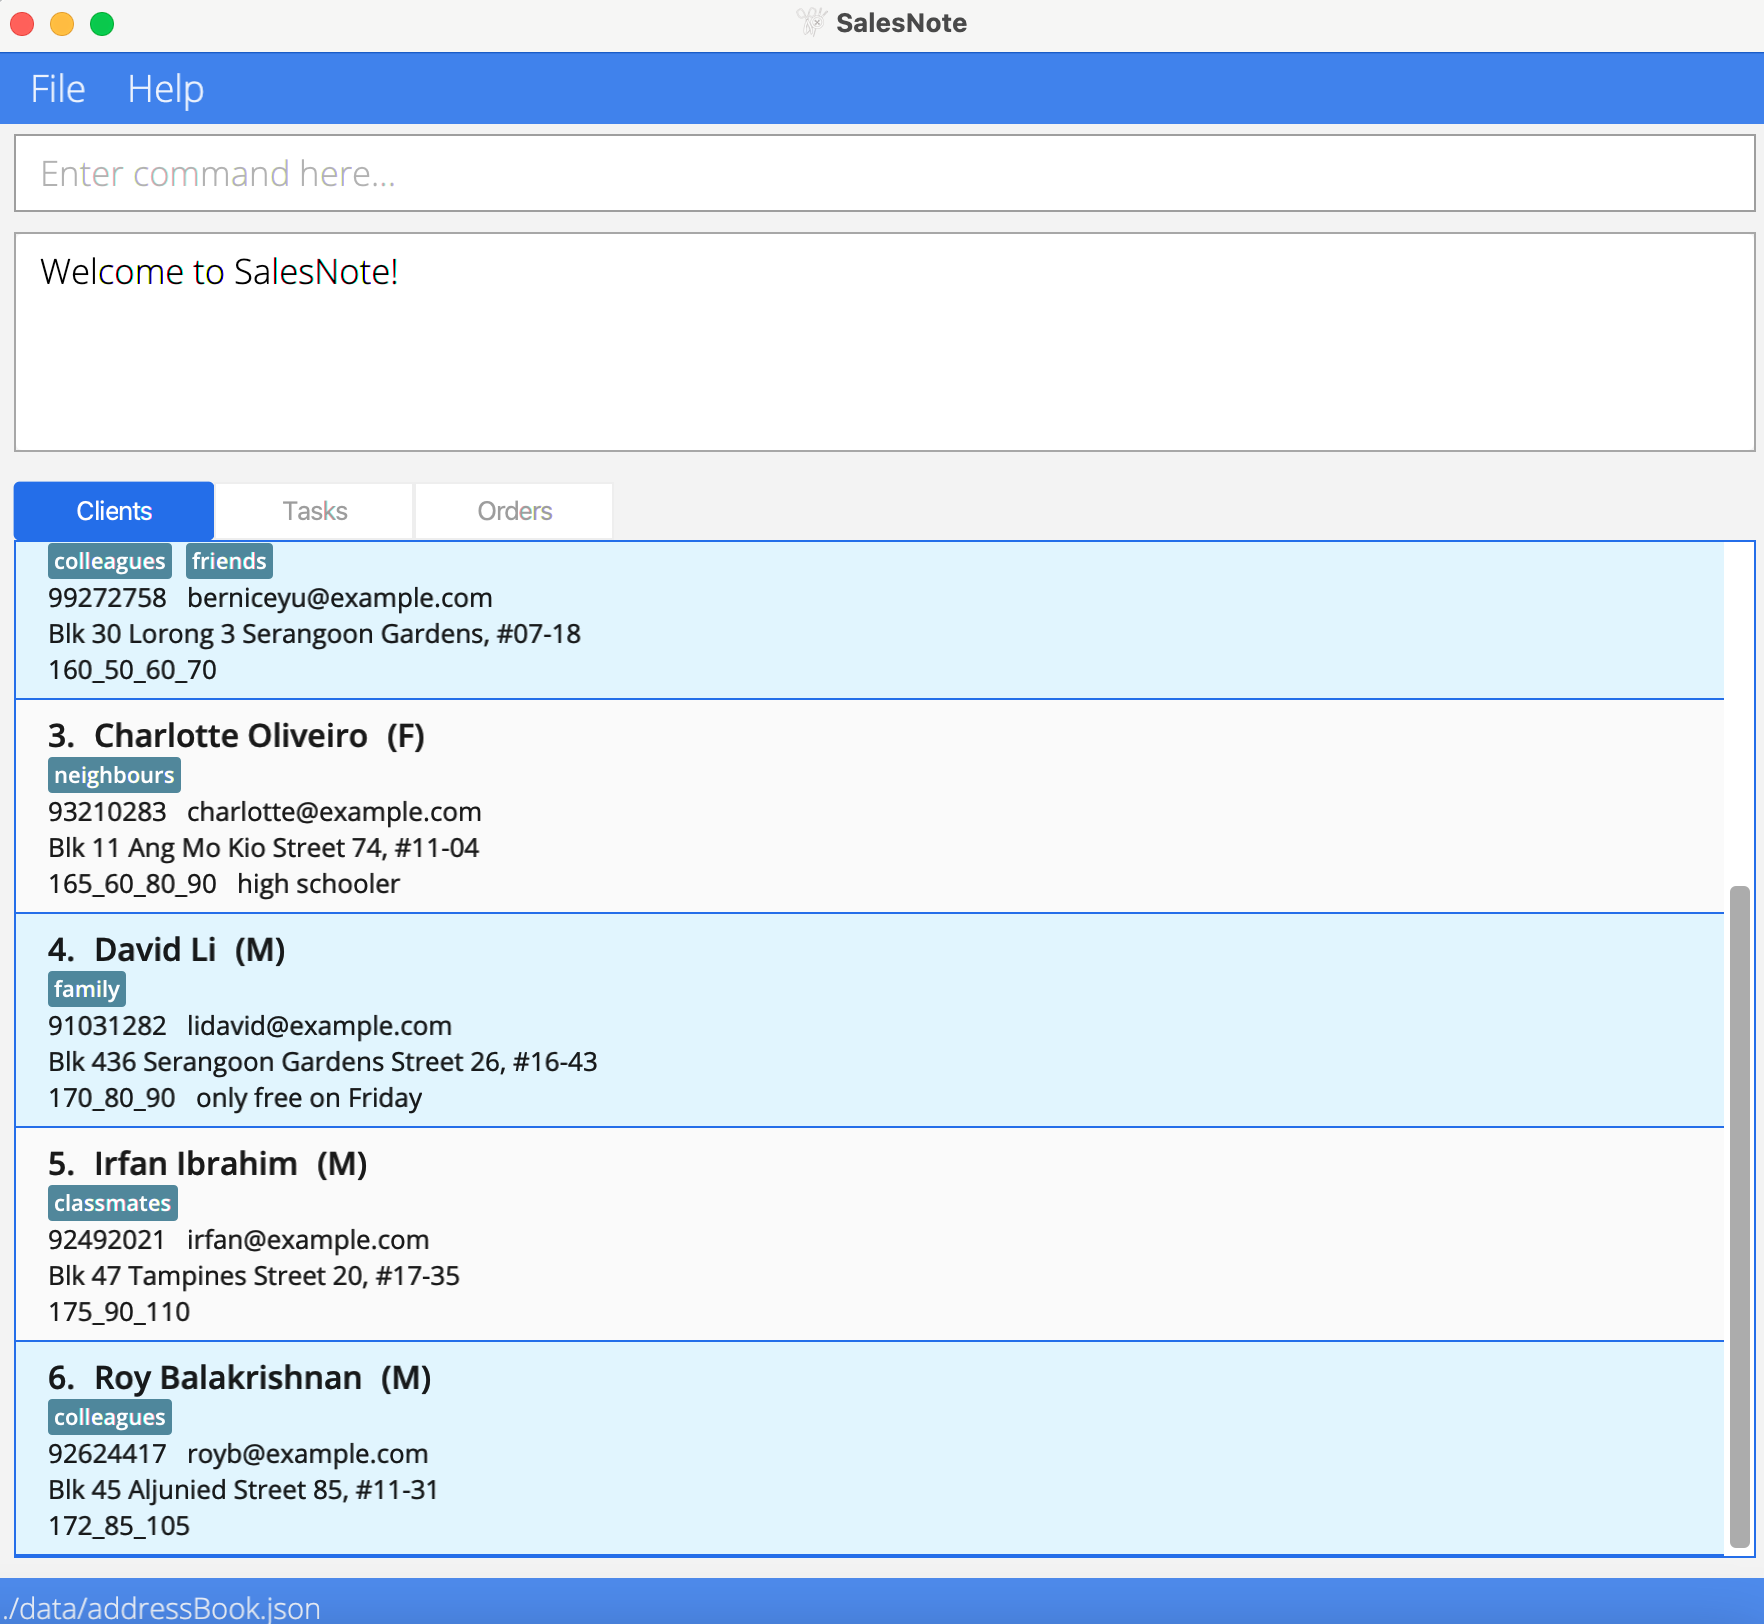 SalesNote
File Help
Enter command here...
Welcome to SalesNote!
Clients Tasks Orders
colleagues friends
99272758 berniceyu@example.com
Blk 30 Lorong 3 Serangoon Gardens, #07-18
160_50_60_70
3. Charlotte Oliveiro (F)
neighbours
93210283 charlotte@example.com
Blk 11 Ang Mo Kio Street 74, #11-04
165_60_80_90 high schooler
4. David Li (M)
family
91031282 lidavid@example.com
Blk 436 Serangoon Gardens Street 26, #16-43
170_80_90 only free on Friday
5. Irfan Ibrahim (M)
classmates
92492021 irfan@example.com
Blk 47 Tampines Street 20, #17-35
175_90_110
6. Roy Balakrishnan (M)
colleagues
92624417 royb@example.com
Blk 45 Aljunied Street 85, #11-31
172_85_105
./data/addressBook.json